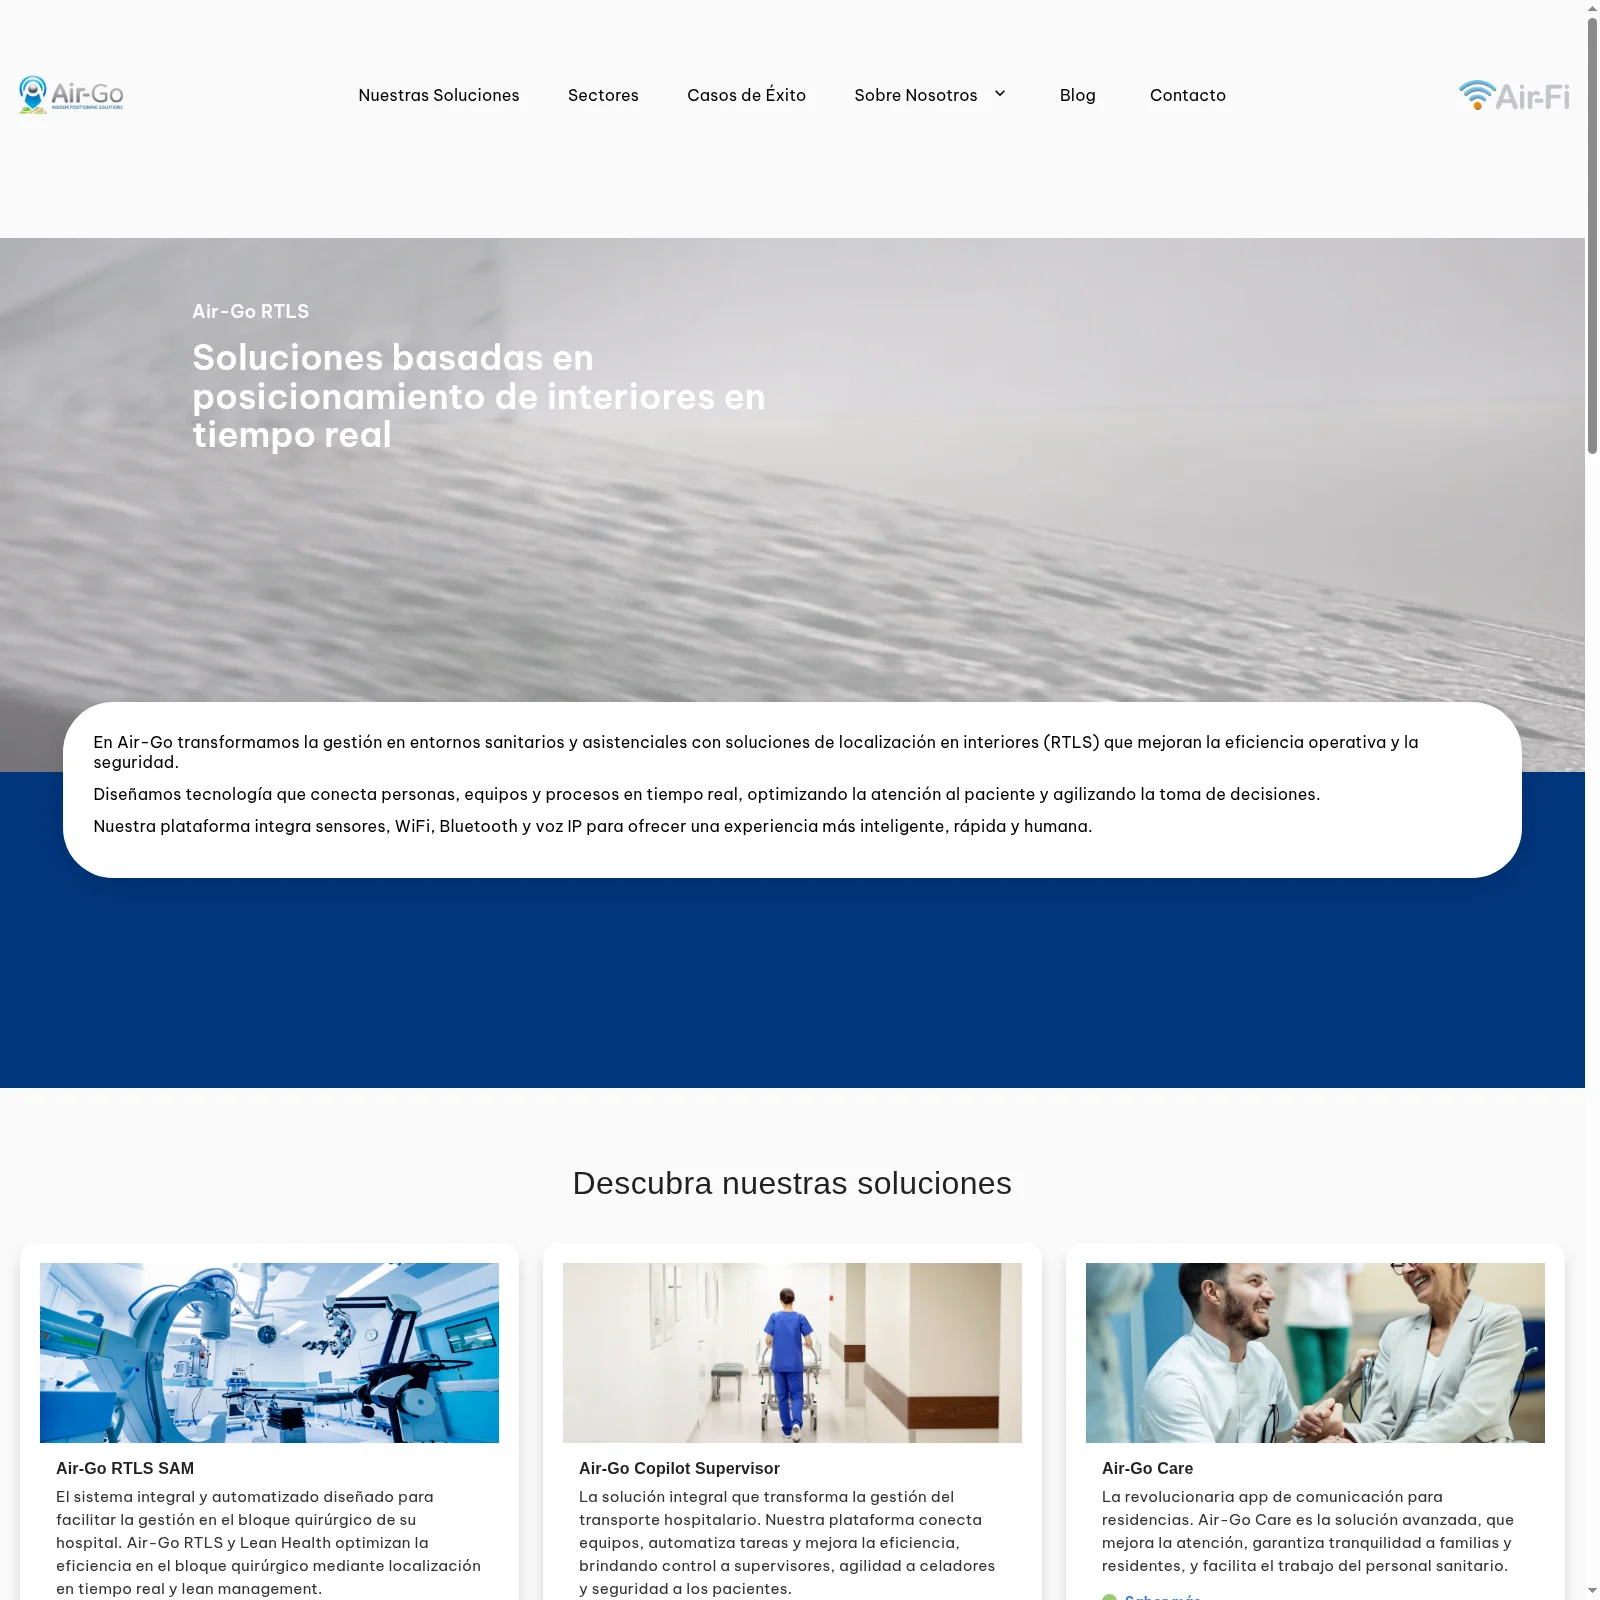 Air-Go
INDOOR POSITIONING SOLUTIONS
Nuestras Soluciones
Sectores
Casos de Éxito
Sobre Nosotros
Blog
Contacto
Air-Fi
Air-Go RTLS
Soluciones basadas en
posicionamiento de interiores en
tiempo real
En Air-Go transformamos la gestión en entornos sanitarios y asistenciales con soluciones de localización en interiores (RTLS) que mejoran la eficiencia operativa y la
seguridad.
Diseñamos tecnología que conecta personas, equipos y procesos en tiempo real, optimizando la atención al paciente y agilizando la toma de decisiones.
Nuestra plataforma integra sensores, WiFi, Bluetooth y voz IP para ofrecer una experiencia más inteligente, rápida y humana.
Descubra nuestras soluciones
Air-Go RTLS SAM
El sistema integral y automatizado diseñado para
facilitar la gestión en el bloque quirúrgico de su
hospital. Air-Go RTLS y Lean Health optimizan la
eficiencia en el bloque quirúrgico mediante localización
en tiempo real y lean management.
Air-Go Copilot Supervisor
La solución integral que transforma la gestión del
transporte hospitalario. Nuestra plataforma conecta
equipos, automatiza tareas y mejora la eficiencia,
brindando control a supervisores, agilidad a celadores
y seguridad a los pacientes.
Air-Go Care
La revolucionaria app de comunicación para
residencias. Air-Go Care es la solución avanzada, que
mejora la atención, garantiza tranquilidad a familias y
residentes, y facilita el trabajo del personal sanitario.
Saber más